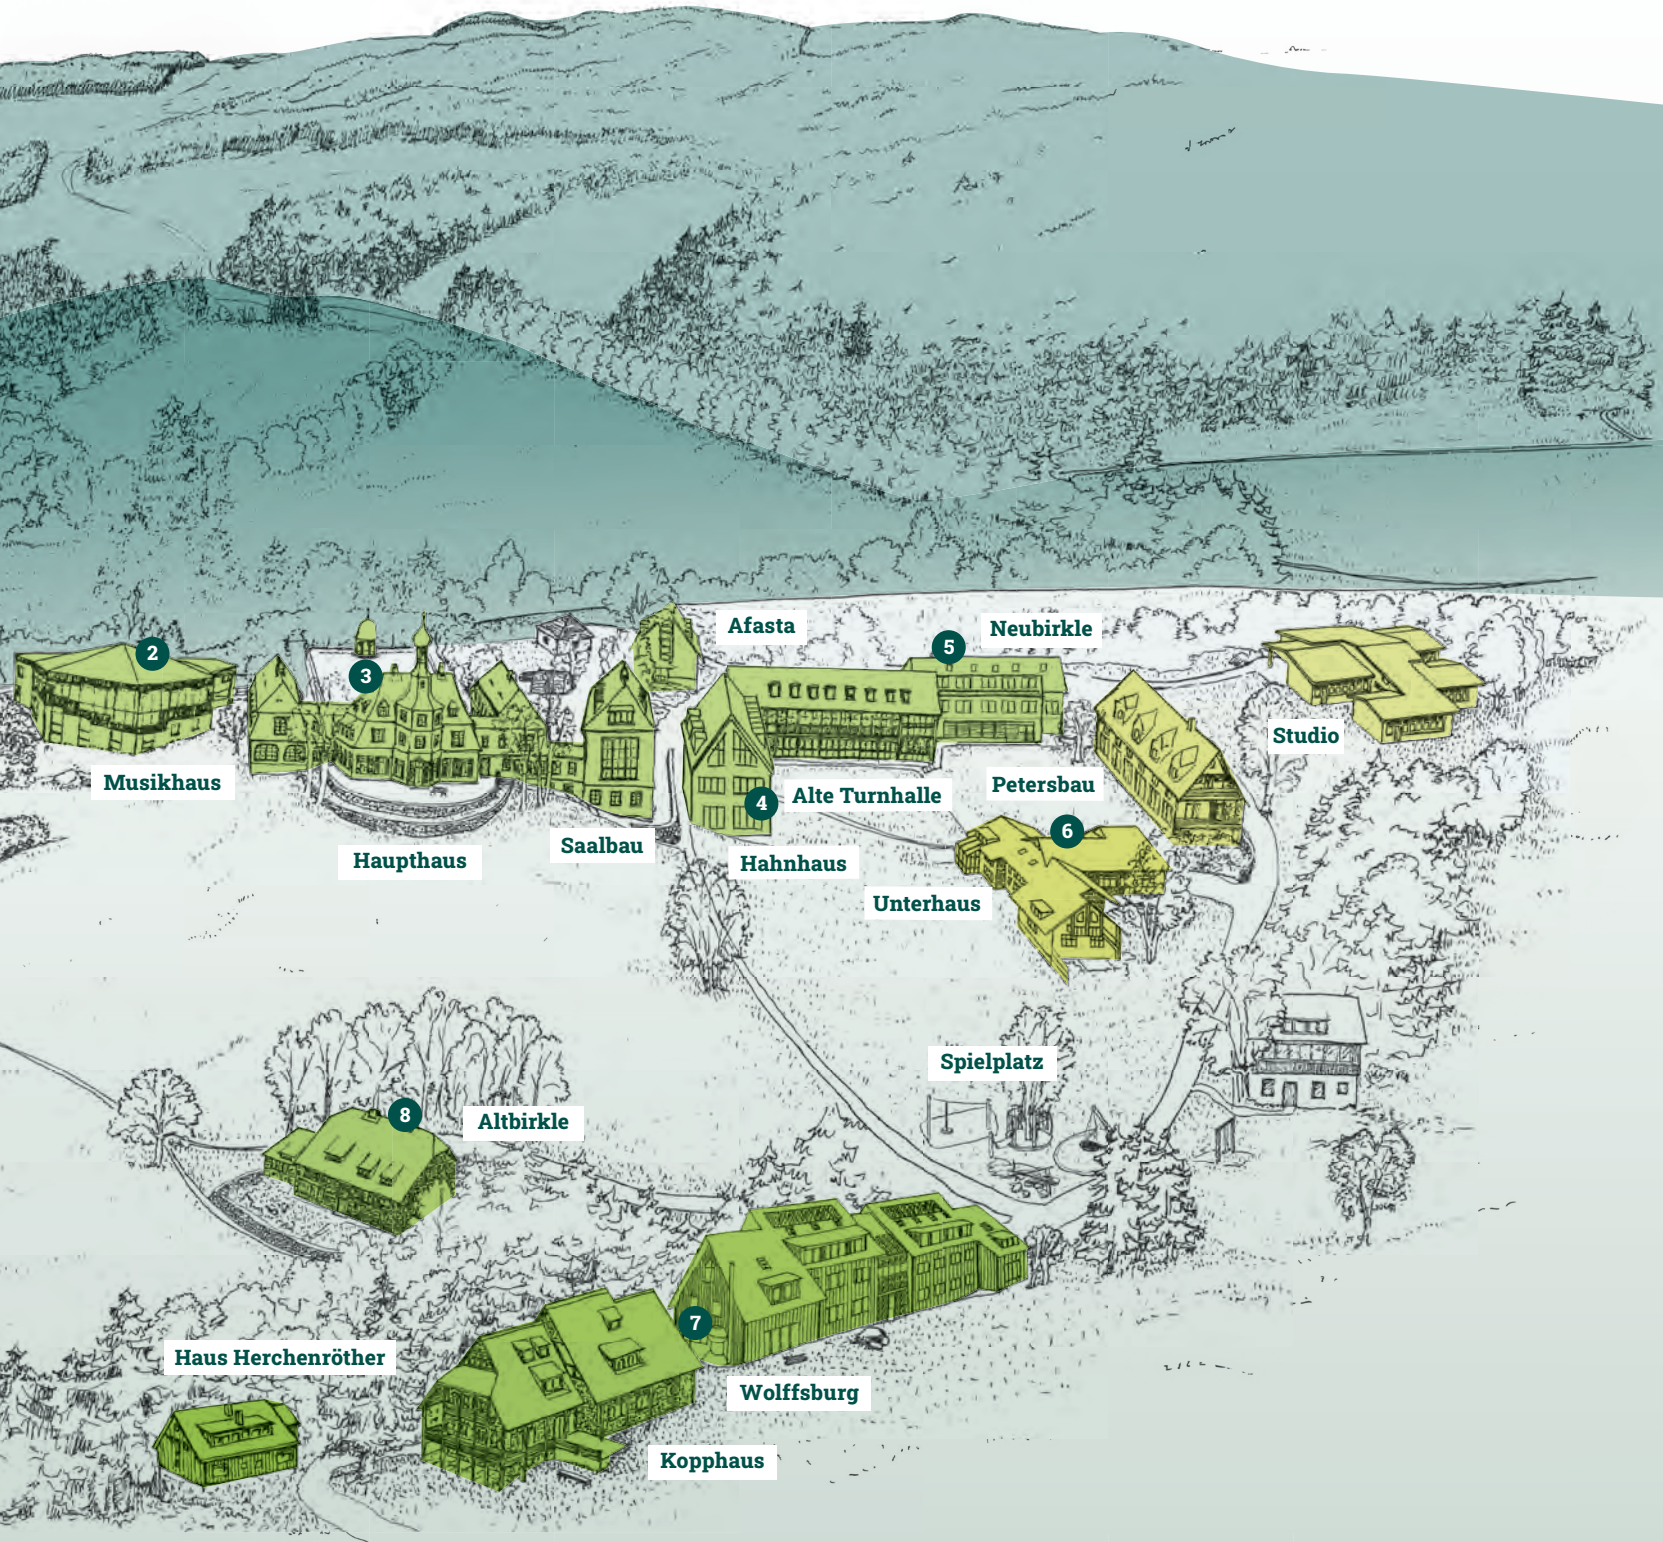 Afasta
5
Neubirkle
2
3
Studio
Musikhaus
Petersbau
4
Alte Turnhalle
6
Saalbau
Haupthaus
Hahnhaus
Unterhaus
Spielplatz
8
Altbirkle
7
Haus Herchenröther
Wolffsburg
Kopphaus